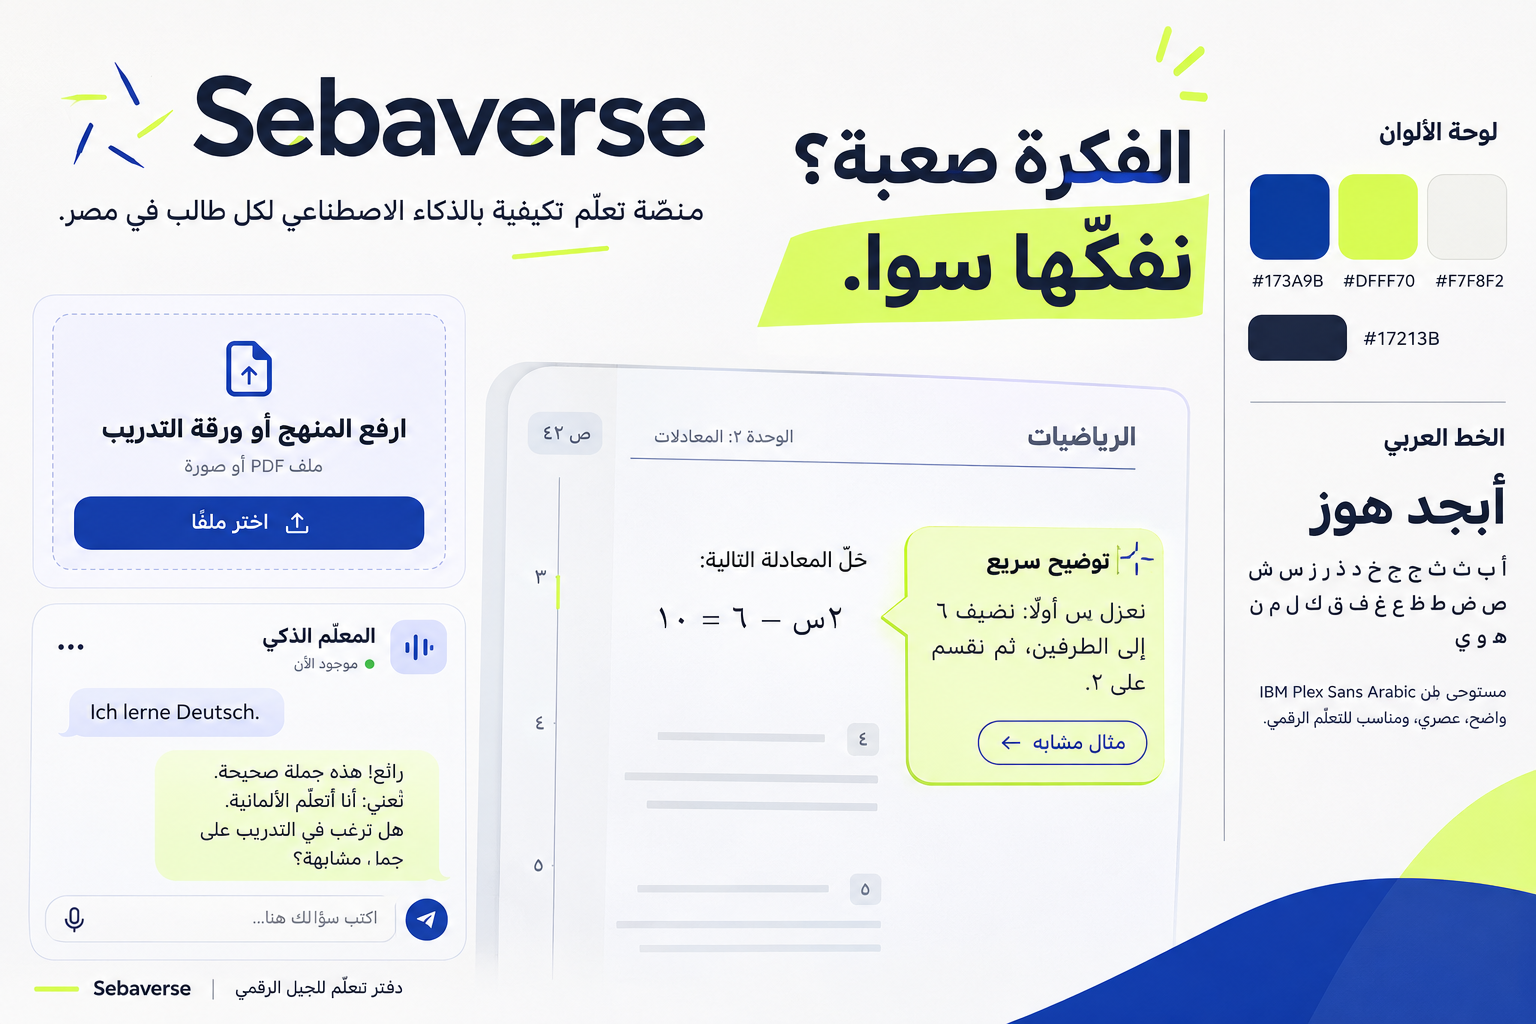 Sebaverse
منصّة تعلّم تكيفية بالذكاء الاصطناعي لكل طالب في مصر.
الفكرة صعبة؟
نفكّها سوا.
ارفع المنهج أو ورقة التدريب
ملف PDF أو صورة
اختر ملفًا
المعلّم الذكي
موجود الآن
Ich lerne Deutsch.
رائع! هذه جملة صحيحة.
تعني: أنا أتعلّم الألمانية.
هل ترغب في التدريب على
مشابهة؟
اكتب سؤالك هنا...
Sebaverse | دفتر تعلّم للجيل الرقمي
الرياضيات
الوحدة ٢: المعادلات
ص ٤٢
٣
٤
٥
حَلّ المعادلة التالية:
٢س − ٦ = ١٠
٤
٥
توضيح سريع
نعزل س أولًا: نضيف ٦
إلى الطرفين، ثم نقسم
على ٢.
مثال مشابه ←
لوحة الألوان
#173A9B #DFFF70 #F7F8F2
#17213B
الخط العربي
أبجد هوز
أ ب ث ث ج ج خ د ذ ر ز س ش
ص ض ط ظ ع غ ف ق ك ل م ن
ه و ي
مستوحى من IBM Plex Sans Arabic
واضح، عصري، ومناسب للتعلّم الرقمي.